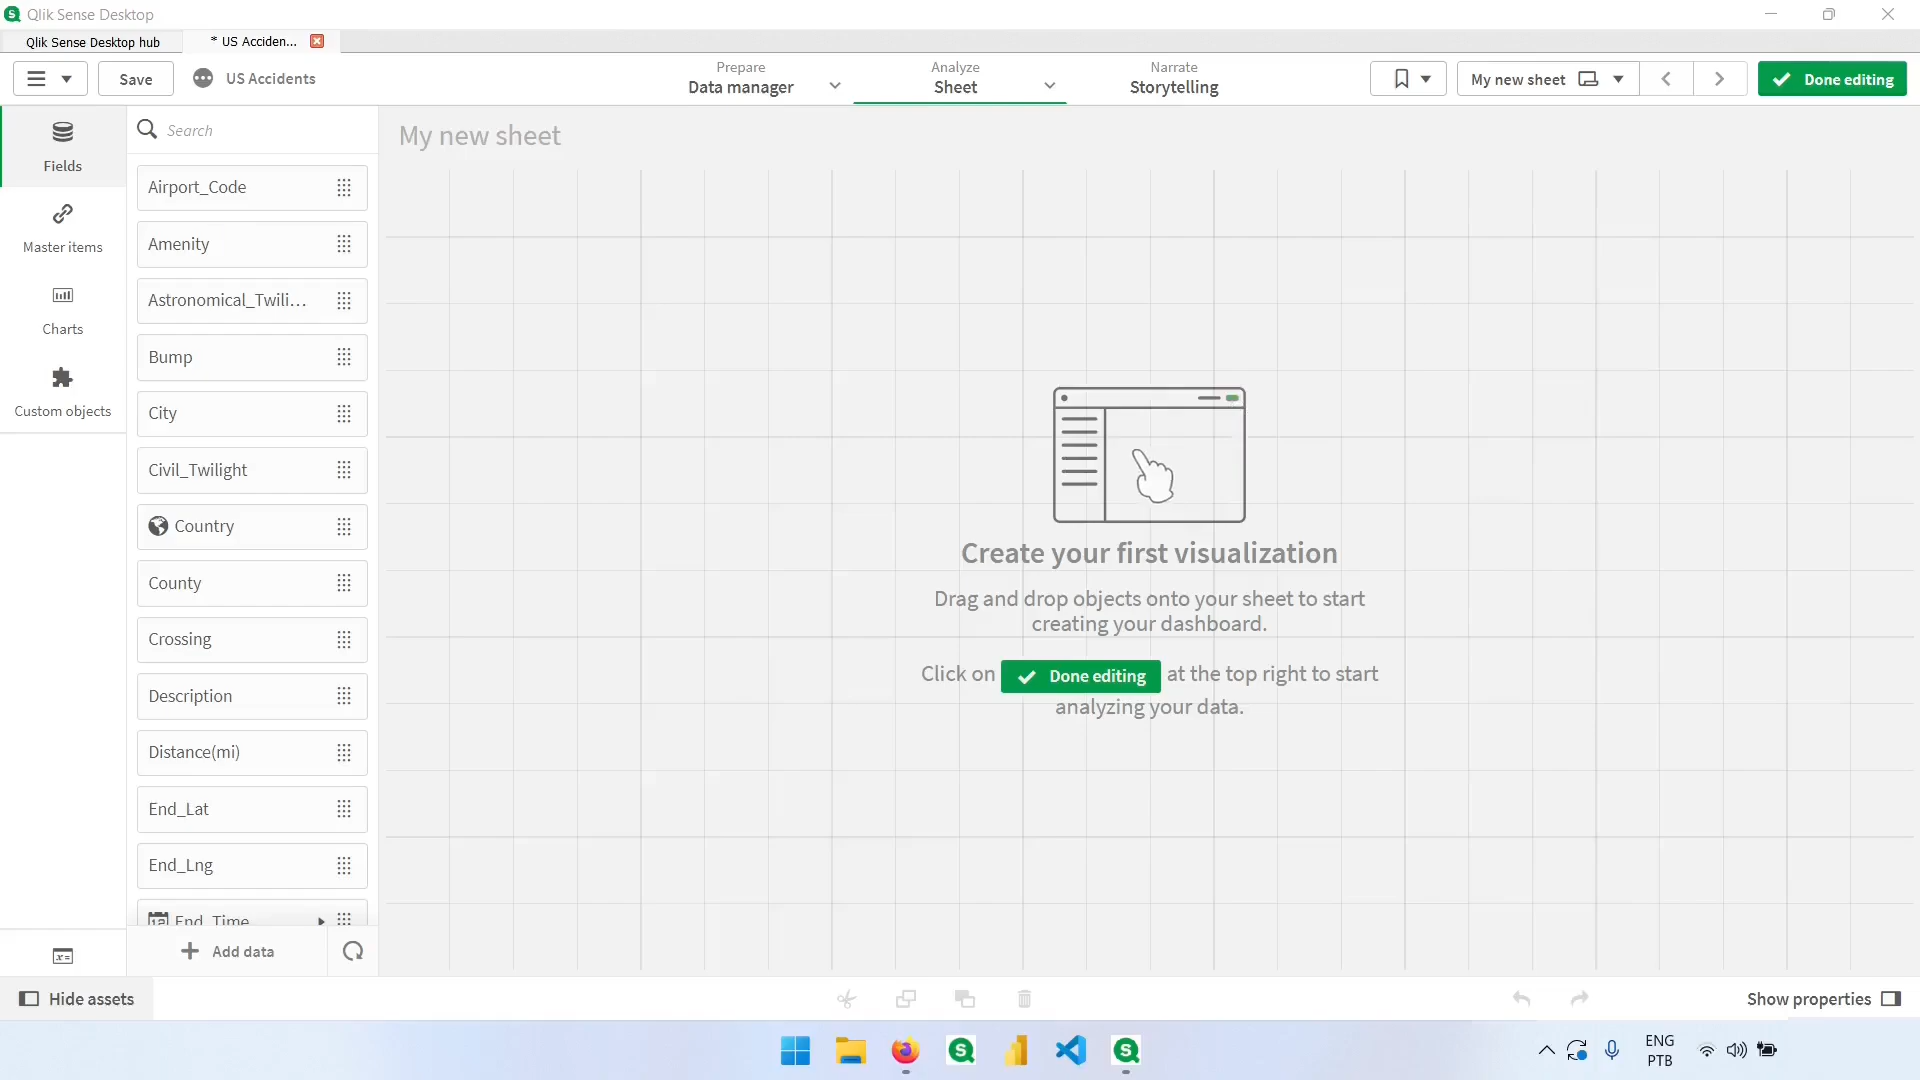 Qlik Sense Desktop
Qlik Sense Desktop hub
* US Acciden...
Save
US Accidents
Prepare
Data manager
Analyze
Sheet
Narrate
Storytelling
My new sheet
Done editing
Fields
Master items
Charts
Custom objects
Search
Airport_Code
Amenity
Astronomical_Twili...
Bump
City
Civil_Twilight
Country
County
Crossing
Description
Distance(mi)
End_Lat
End_Lng
End_Time
Add data
My new sheet
Create your first visualization
Drag and drop objects onto your sheet to start
creating your dashboard.
Click on Done editing at the top right to start
analyzing your data.
Hide assets
Show properties
ENG
PTB